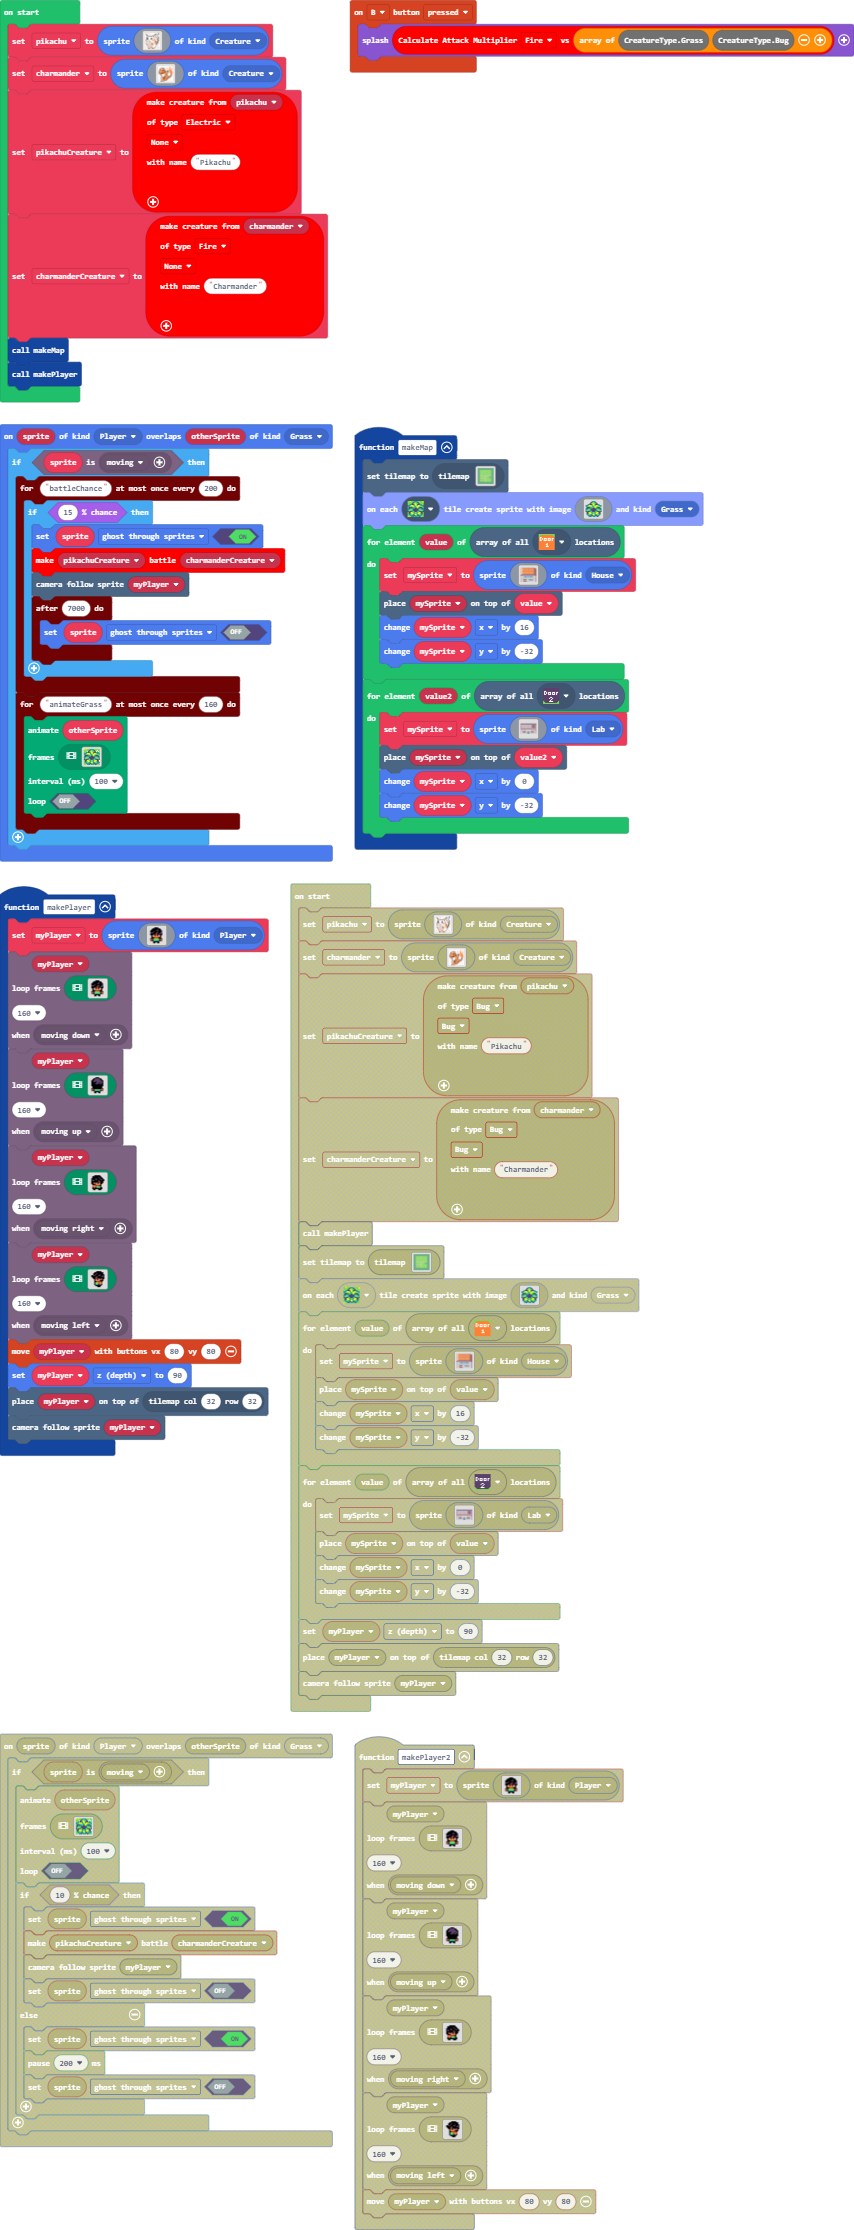 on start
set pikachu to sprite of kind Creature
set charmander to sprite of kind Creature
make creature from pikachu
of type Electric
None
set pikachuCreature to
with name "Pikachu"
make creature from charmander
of type Fire
None
set charmanderCreature to
with name "Charmander"
call makeMap
call makePlayer
on B button pressed
splash Calculate Attack Multiplier Fire vs array of CreatureType.Grass CreatureType.Bug
on sprite of kind Player overlaps otherSprite of kind Grass
if sprite is moving then
for "battleChance" at most once every 200 do
if 15 % chance then
set sprite ghost through sprites ON
make pikachuCreature battle charmanderCreature
camera follow sprite myPlayer
after 7000 do
set sprite ghost through sprites OFF
for "animateGrass" at most once every 160 do
animate otherSprite
frames
interval (ms) 100
loop OFF
function makeMap
set tilemap to tilemap
on each tile create sprite with image and kind Grass
for element value of array of all Door 1 locations
do
set mySprite to sprite of kind House
place mySprite on top of value
change mySprite x by 16
change mySprite y by -32
for element value2 of array of all Door 2 locations
do
set mySprite to sprite of kind Lab
place mySprite on top of value2
change mySprite x by 0
change mySprite y by -32
function makePlayer
set myPlayer to sprite of kind Player
myPlayer
loop frames
160
when moving down
myPlayer
loop frames
160
when moving up
myPlayer
loop frames
160
when moving right
myPlayer
loop frames
160
when moving left
move myPlayer with buttons vx 80 vy 80
set myPlayer z (depth) to 90
place myPlayer on top of tilemap col 32 row 32
camera follow sprite myPlayer
on start
set pikachu to sprite of kind Creature
set charmander to sprite of kind Creature
make creature from pikachu
of type Bug
Bug
set pikachuCreature to
with name "Pikachu"
make creature from charmander
of type Bug
Bug
set charmanderCreature to
with name "Charmander"
call makePlayer
set tilemap to tilemap
on each tile create sprite with image and kind Grass
for element value of array of all Door 1 locations
do
set mySprite to sprite of kind House
place mySprite on top of value
change mySprite x by 16
change mySprite y by -32
for element value of array of all Door 2 locations
do
set mySprite to sprite of kind Lab
place mySprite on top of value
change mySprite x by 0
change mySprite y by -32
set myPlayer z (depth) to 90
place myPlayer on top of tilemap col 32 row 32
camera follow sprite myPlayer
on sprite of kind Player overlaps otherSprite of kind Grass
if sprite is moving then
animate otherSprite
frames
interval (ms) 100
loop OFF
if 10 % chance then
set sprite ghost through sprites ON
make pikachuCreature battle charmanderCreature
camera follow sprite myPlayer
set sprite ghost through sprites OFF
else
set sprite ghost through sprites ON
pause 200 ms
set sprite ghost through sprites OFF
function makePlayer2
set myPlayer to sprite of kind Player
myPlayer
loop frames
160
when moving down
myPlayer
loop frames
160
when moving up
myPlayer
loop frames
160
when moving right
myPlayer
loop frames
160
when moving left
move myPlayer with buttons vx 80 vy 80